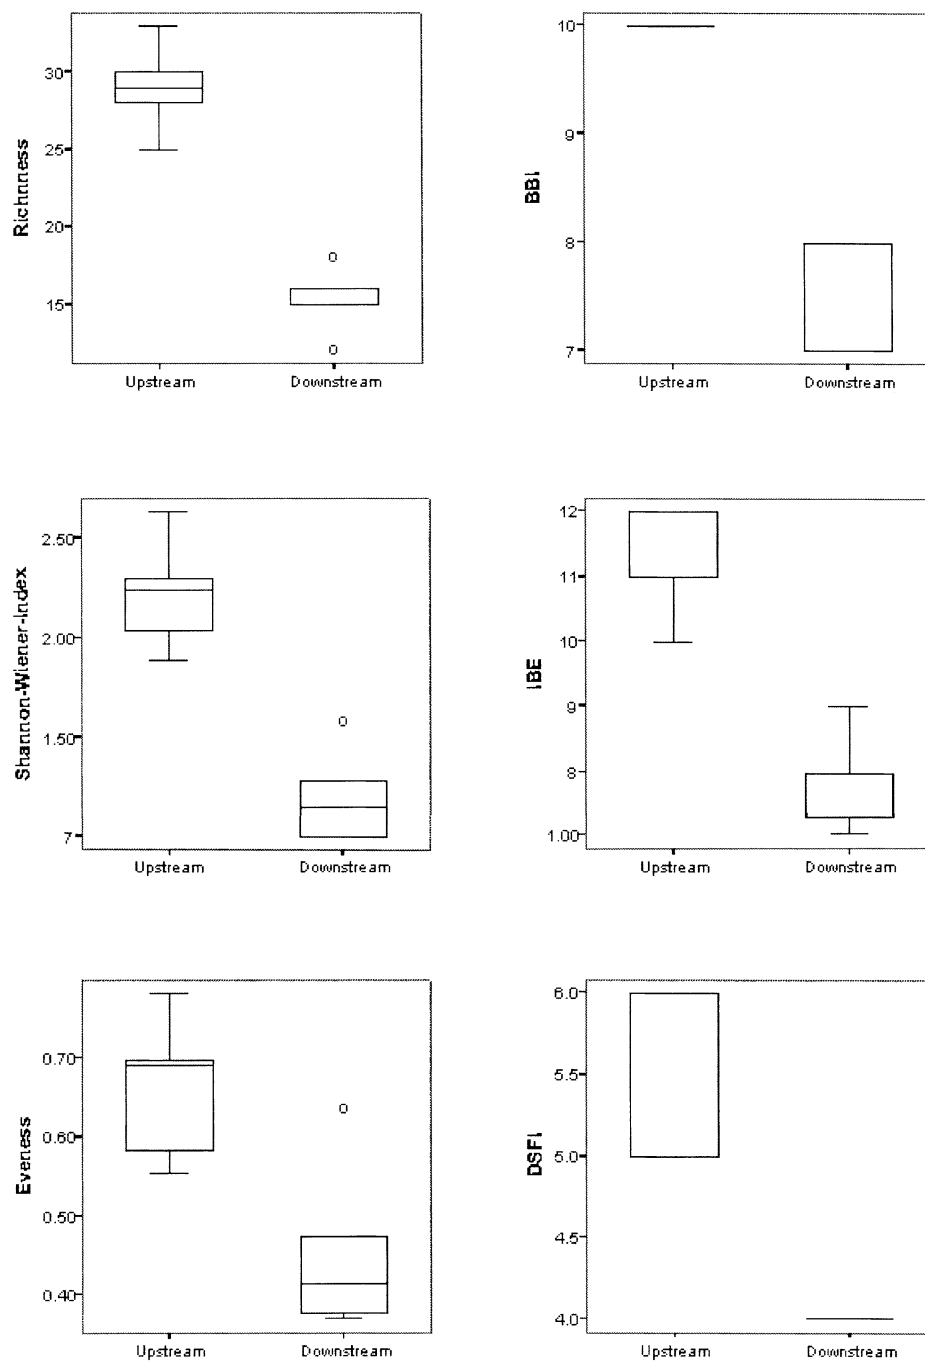 Richnness
30
25
20
15
Upstream
Downstream
BBI
10
9
8
7
Upstream
Downstream
Shannon-Wiener-Index
2.50
2.00
1.50
7
Upstream
Downstream
IBE
12
11
10
9
8
1.00
Upstream
Downstream
Eveness
0.70
0.60
0.50
0.40
Upstream
Downstream
DSFI
6.0
5.5
5.0
4.5
4.0
Upstream
Downstream